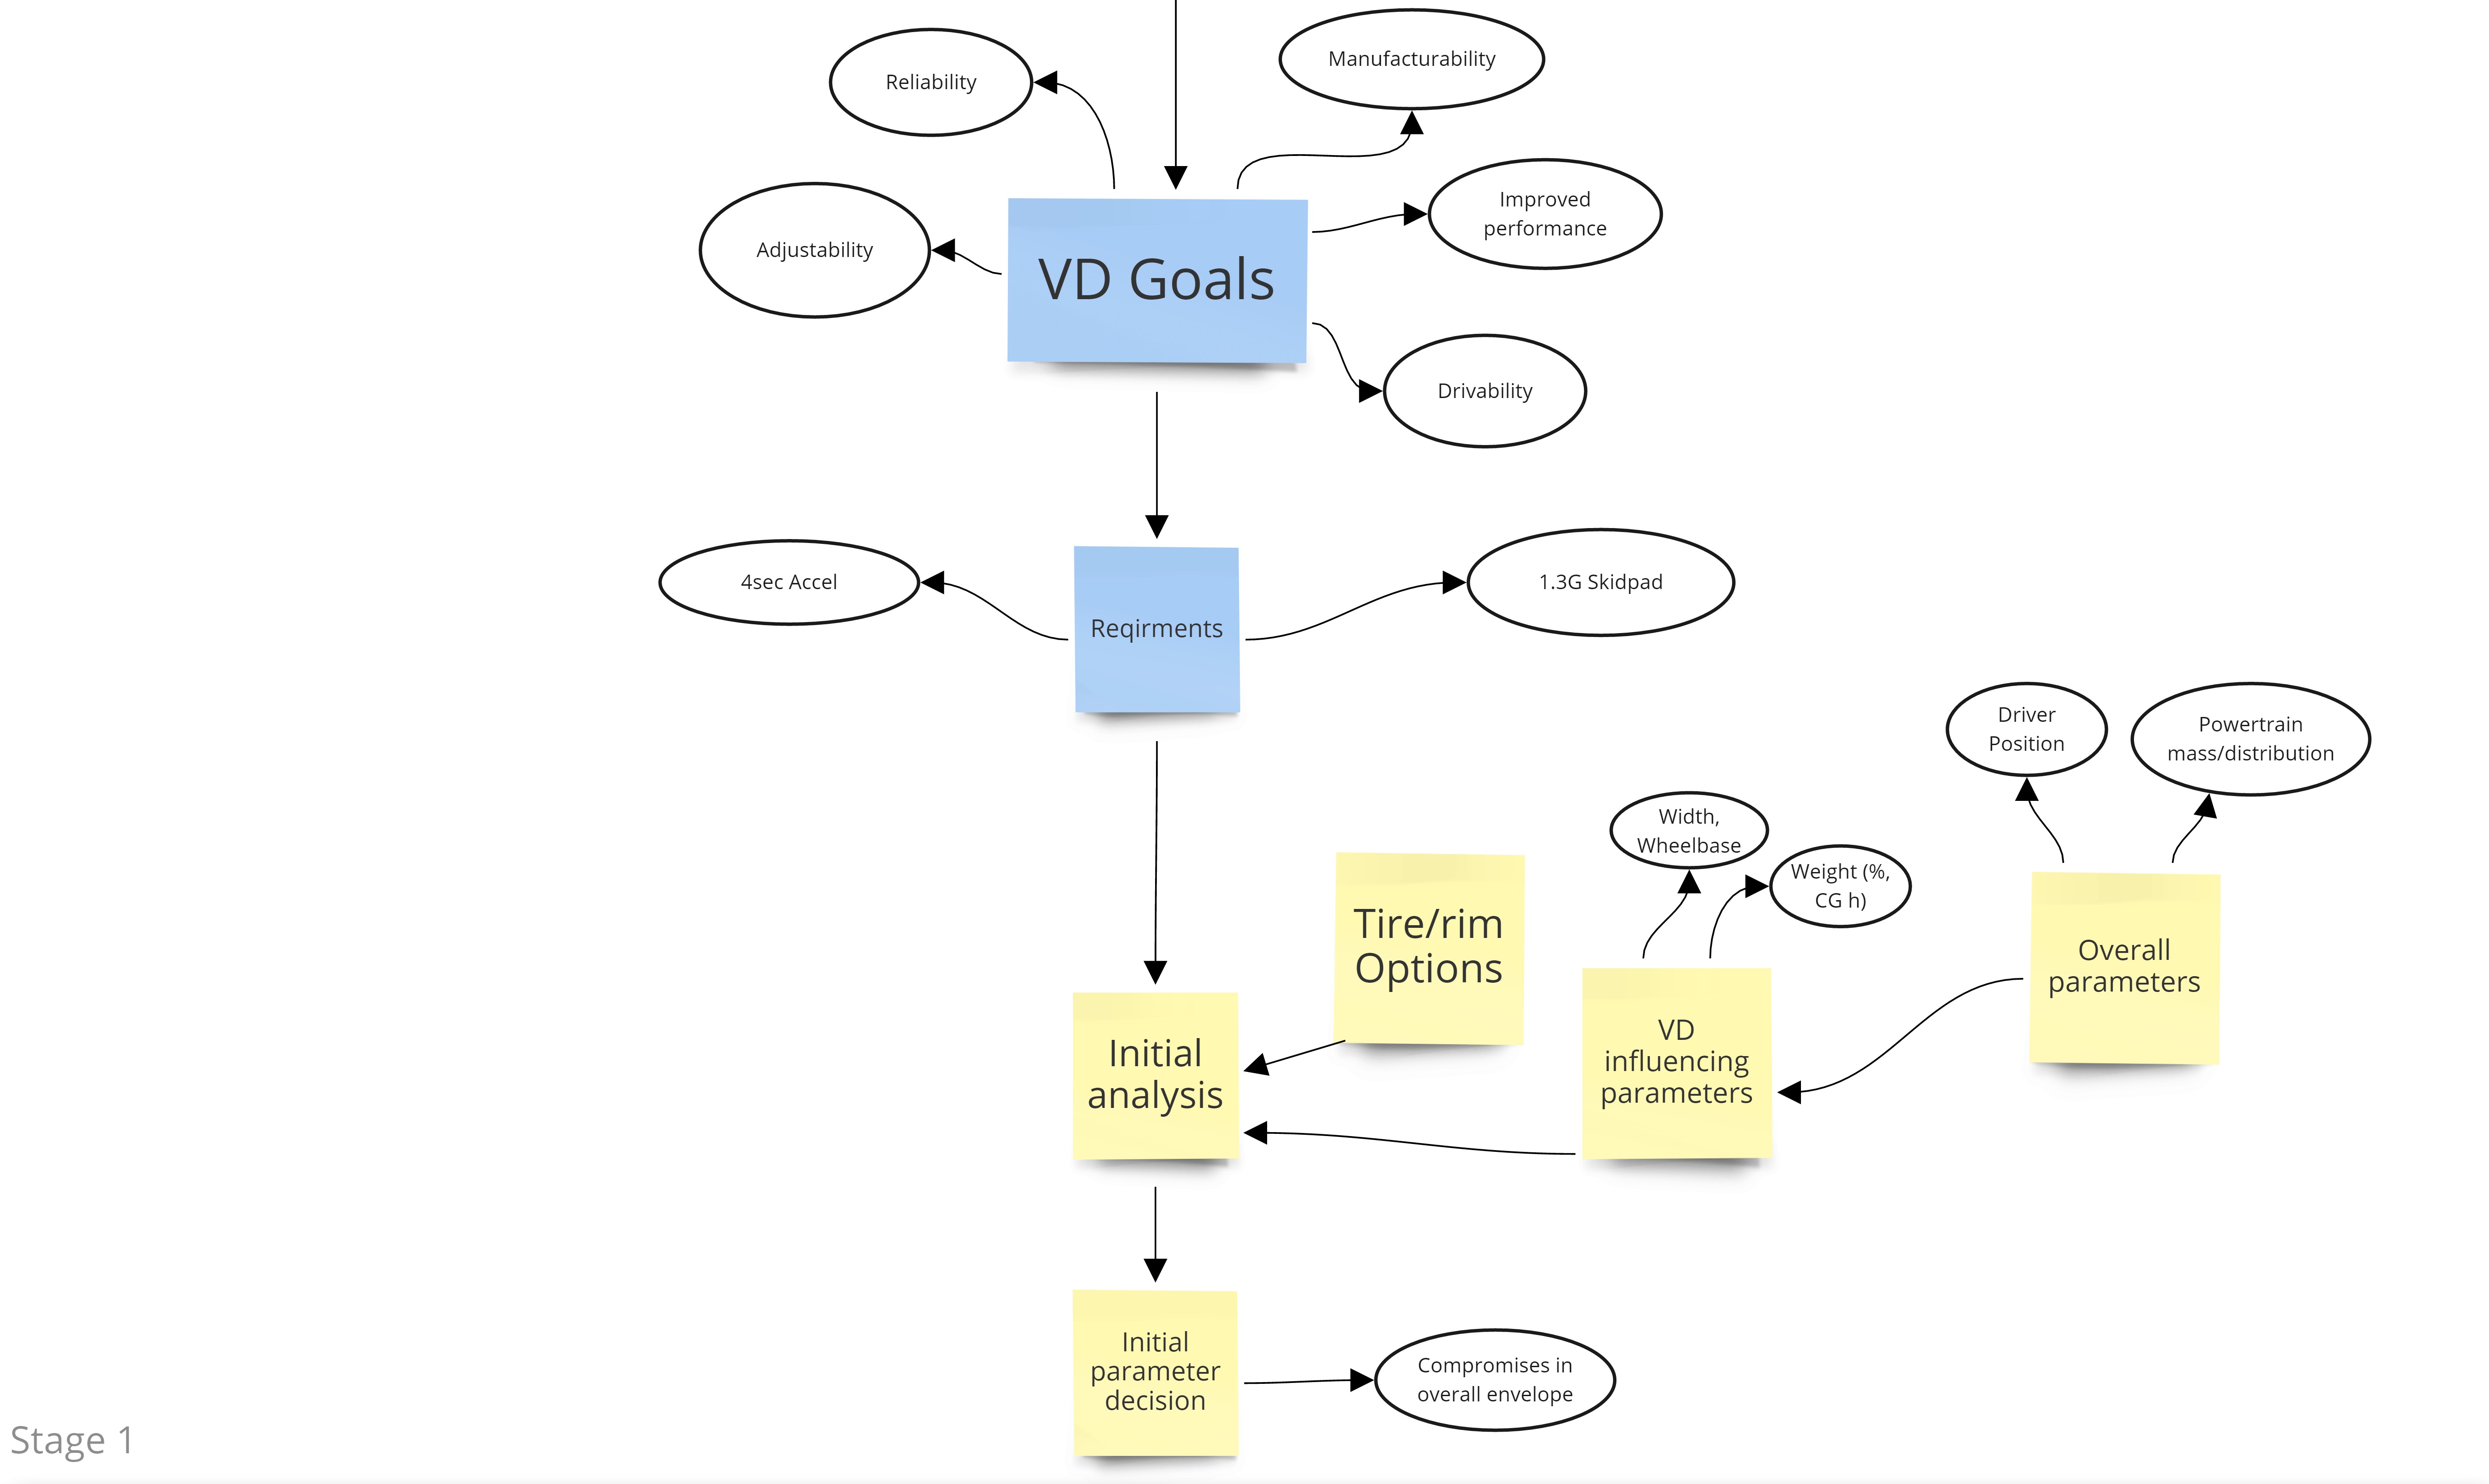 Manufacturability
Reliability
Improved
performance
Adjustability
VD Goals
Drivability
4sec Accel
1.3G Skidpad
Reqirments
Driver
Position
Powertrain
mass/distribution
Width,
Wheelbase
Weight (%,
CG h)
Tire/rim
Options
Overall
parameters
VD
influencing
parameters
Initial
analysis
Initial
parameter
decision
Compromises in
overall envelope
Stage 1